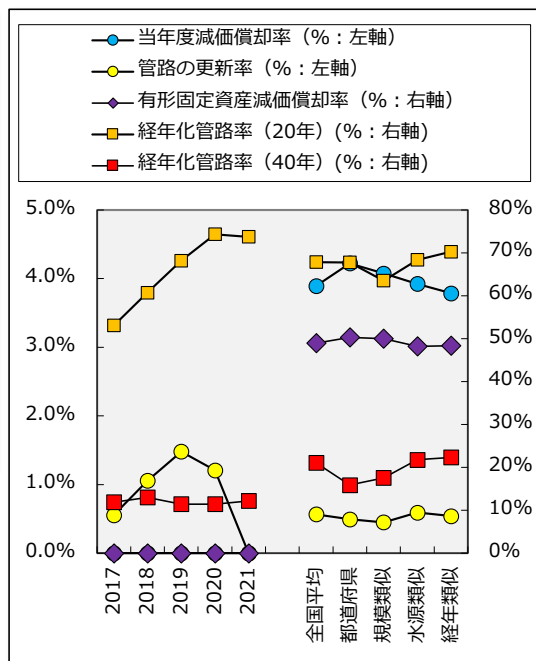 当年度減価償却率（%：左軸）
管路の更新率（%：左軸）
有形固定資産減価償却率（%：右軸）
経年化管路率（20年）(%：右軸)
経年化管路率（40年）(%：右軸)
5.0%
4.0%
3.0%
2.0%
1.0%
0.0%
80%
70%
60%
50%
40%
30%
20%
10%
0%
2017
2018
2019
2020
2021
全国平均
都道府県
規模類似
水源類似
経年類似